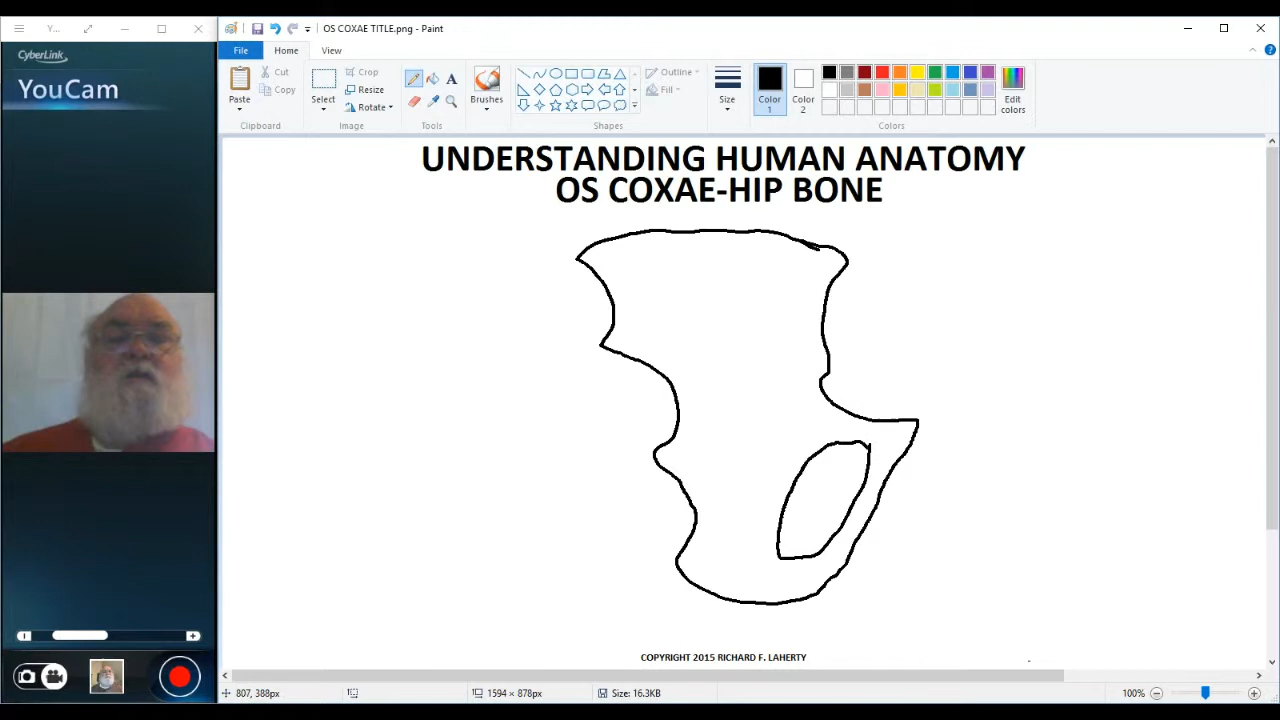 Y...
CyberLink
YouCam
OS COXAE TITLE.png - Paint
File
Home
View
Paste
Cut
Copy
Clipboard
Select
Crop
Resize
Rotate
Image
A
Tools
Brushes
Outline
Fill
Shapes
Size
Color 1
Color 2
Edit colors
Colors
UNDERSTANDING HUMAN ANATOMY
OS COXAE-HIP BONE
COPYRIGHT 2015 RICHARD F. LAHERTY
807, 388px
1594 × 878px
Size: 16.3KB
100%